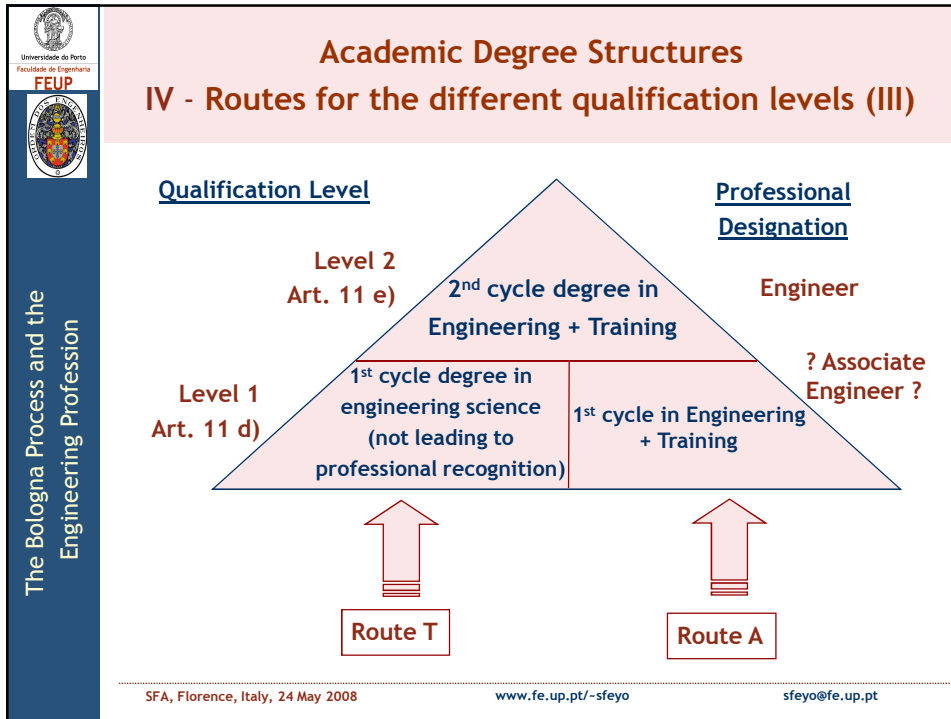 Universidade do Porto
Faculdade de Engenharia
FEUP
ORDEM DOS ENGENHEIROS
The Bologna Process and the
Engineering Profession
Academic Degree Structures
IV - Routes for the different qualification levels (III)
Qualification Level
Professional
Designation
Level 2
Art. 11 e)
2nd cycle degree in
Engineering + Training
Engineer
Level 1
Art. 11 d)
1st cycle degree in
engineering science
(not leading to
professional recognition)
1st cycle in Engineering
+ Training
? Associate
Engineer ?
Route T
Route A
SFA, Florence, Italy, 24 May 2008
www.fe.up.pt/~sfeyo
sfeyo@fe.up.pt